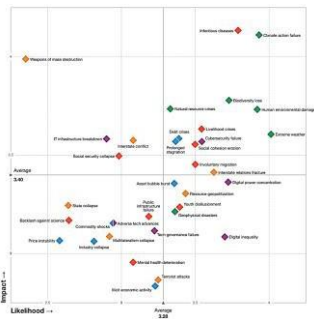 Infectious diseases
Climate action failure
Weapons of mass destruction
Biodiversity loss
Natural resource crises
Human environmental damage
Livelihood crises
Extreme weather
Debt crises
Cybersecurity failure
IT infrastructure breakdown
Interstate conflict
Prolonged
stagnation
Social cohesion erosion
Social security collapse
3.5
Involuntary migration
Average
3.40
Interstate relations fracture
Asset bubble burst
Digital power concentration
Resource geopolitization
State collapse
Public
infrastructure
failure
Youth disillusionment
Geophysical disasters
Backlash against science
Commodity shocks
Adverse tech advances
Tech governance failure
Price instability
Industry collapse
Multilateralism collapse
Digital inequality
Mental health deterioration
Terrorist attacks
Illicit economic activity
Impact →
Likelihood →
Average
3.28